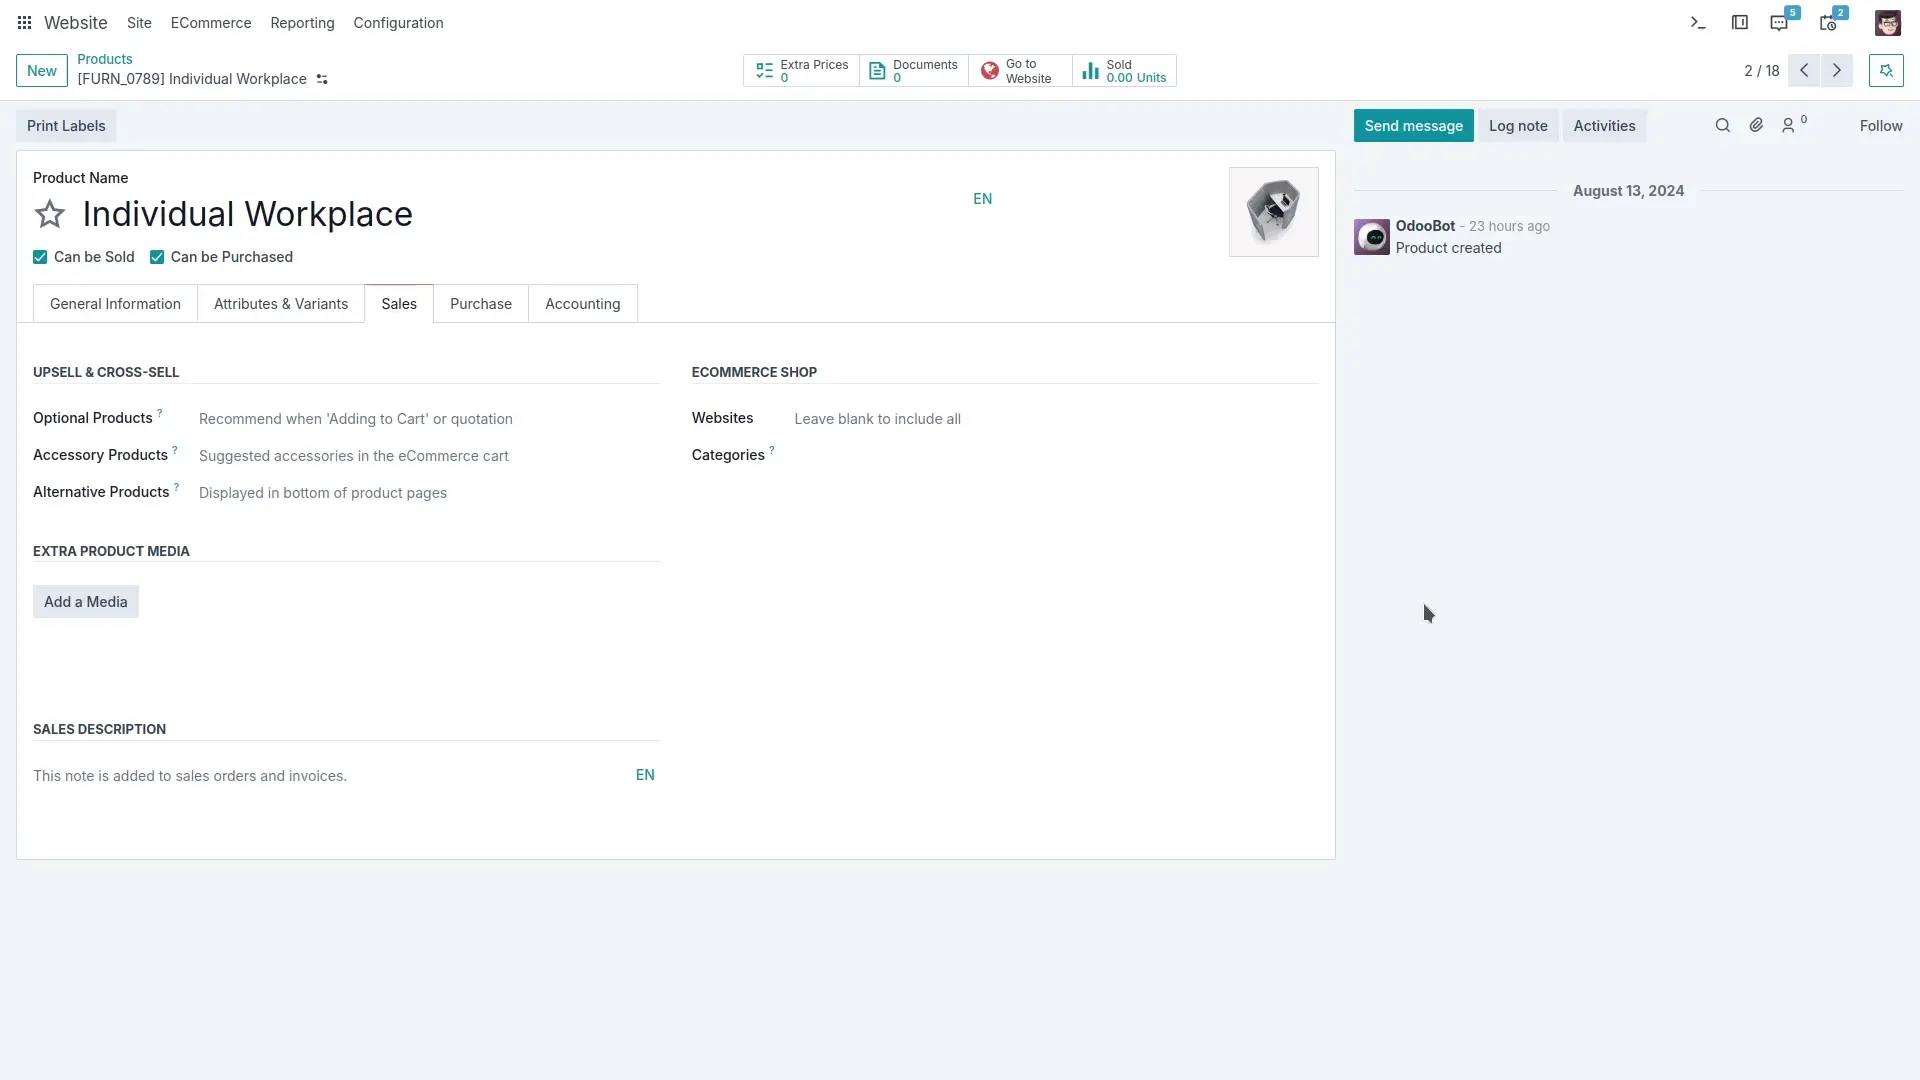 Website Site ECommerce Reporting Configuration 5 2
New Products
[FURN_0789] Individual Workplace
Extra Prices
0
Documents
0
Go to
Website
Sold
0.00 Units
2 / 18
Print Labels
Send message Log note Activities 0 Follow
Product Name
Individual Workplace
EN
Can be Sold Can be Purchased
General Information Attributes & Variants Sales Purchase Accounting
UPSELL & CROSS-SELL
Optional Products ? Recommend when 'Adding to Cart' or quotation
Accessory Products ? Suggested accessories in the eCommerce cart
Alternative Products ? Displayed in bottom of product pages
ECOMMERCE SHOP
Websites Leave blank to include all
Categories ?
EXTRA PRODUCT MEDIA
Add a Media
SALES DESCRIPTION
This note is added to sales orders and invoices. EN
August 13, 2024
OdooBot - 23 hours ago
Product created